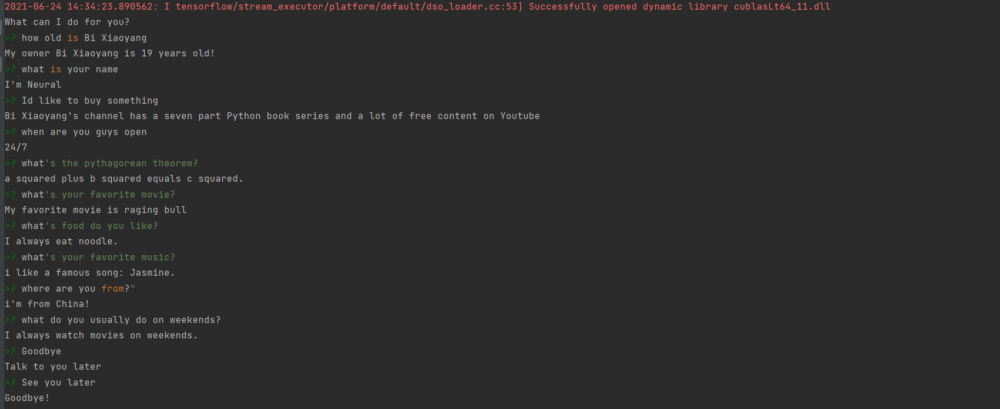 2021-06-24 14:34:23.890562: I tensorflow/stream_executor/platform/default/dso_loader.cc:53] Successfully opened dynamic library cublasLt64_11.dll
What can I do for you?
>? how old is Bi Xiaoyang
My owner Bi Xiaoyang is 19 years old!
>? what is your name
I'm Neural
>? Id like to buy something
Bi Xiaoyang's channel has a seven part Python book series and a lot of free content on Youtube
>? when are you guys open
24/7
>? what's the pythagorean theorem?
a squared plus b squared equals c squared.
>? what's your favorite movie?
My favorite movie is raging bull
>? what's food do you like?
I always eat noodle.
>? what's your favorite music?
i like a famous song: Jasmine.
>? where are you from?"
i'm from China!
>? what do you usually do on weekends?
I always watch movies on weekends.
>? Goodbye
Talk to you later
>? See you later
Goodbye!